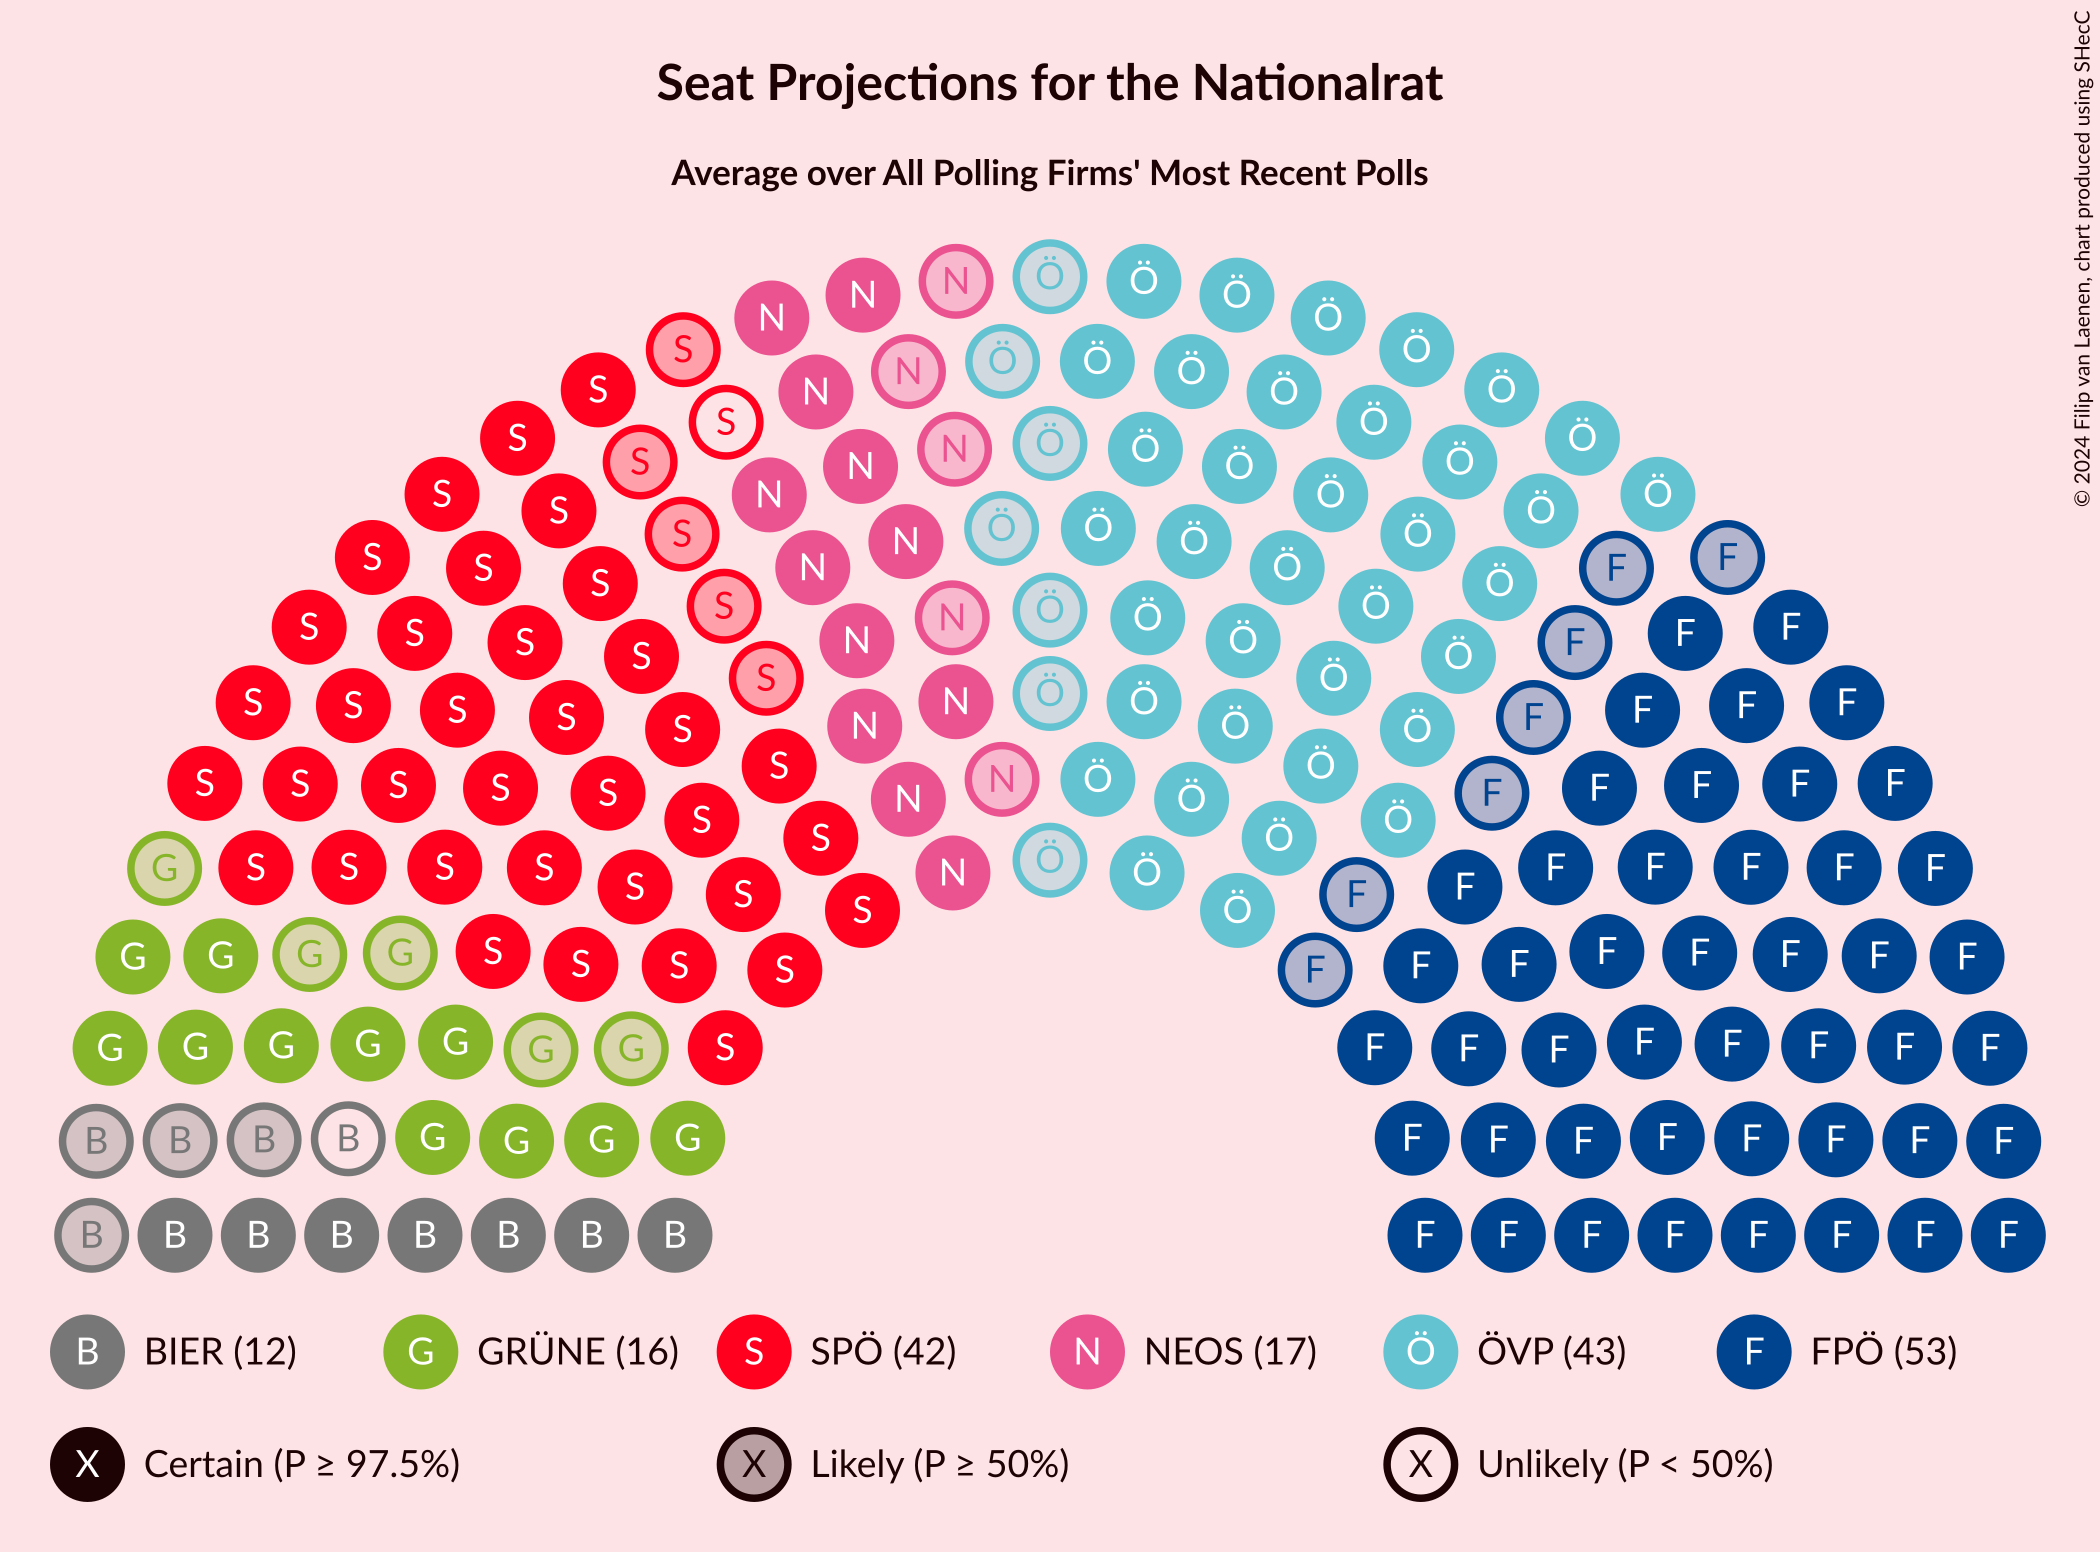 © 2024 Filip van Laenen, chart produced using SHecC
Seat Projections for the Nationalrat
Average over All Polling Firms' Most Recent Polls
N N Ö Ö Ö
N Ö
S Ö
S N N Ö Ö Ö Ö Ö
S S Ö Ö Ö
S N N Ö Ö Ö
S S N Ö Ö Ö
S N Ö Ö Ö Ö
S S S N Ö Ö F F
S S S S N N Ö Ö Ö Ö F F F
S S Ö Ö
S S S S S N N Ö Ö Ö Ö F F F F
S S S S S S N N Ö Ö Ö F F F F F
S S Ö Ö
G S S S S S S S N Ö Ö Ö F F F F F F F
G G G G S S S S F F F F F F F F
G G G G G G G S F F F F F F F F
B B B B G G G G F F F F F F F F
B B B B B B B B F F F F F F F F
B BIER (12) G GRÜNE (16) S SPÖ (42) N NEOS (17) Ö ÖVP (43) F FPÖ (53)
X Certain (P ≥ 97.5%) X Likely (P ≥ 50%) X Unlikely (P < 50%)